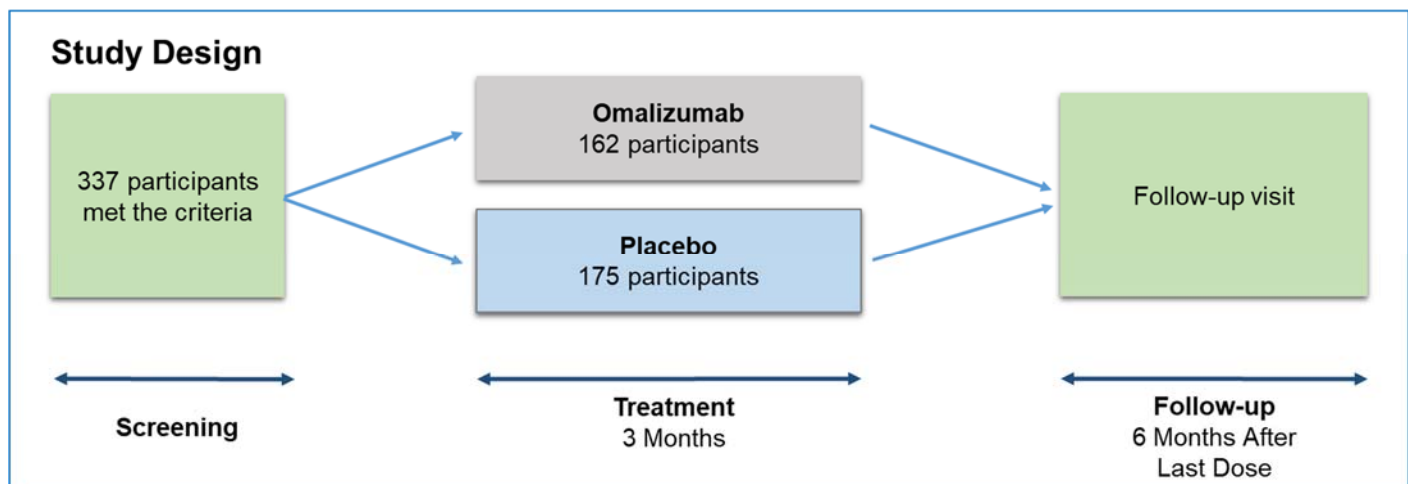 Study Design
337 participants
met the criteria
Omalizumab
162 participants
Placebo
175 participants
Follow-up visit
Screening
Treatment
3 Months
Follow-up
6 Months After
Last Dose